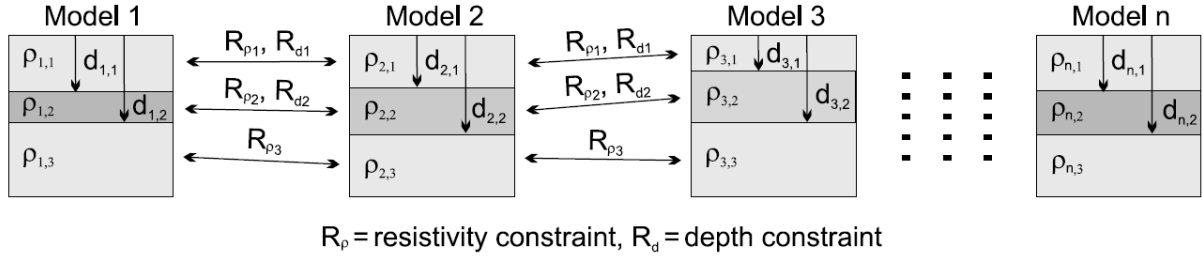 Model 1 Model 2 Model 3 Model n
ρ1,1 d1,1 Rρ1, Rd1 ρ2,1 d2,1 Rρ1, Rd1 ρ3,1 d3,1 ρn,1 dn,1
ρ1,2 d1,2 Rρ2, Rd2 ρ2,2 d2,2 Rρ2, Rd2 ρ3,2 d3,2 ρn,2 dn,2
ρ1,3 Rρ3 ρ2,3 Rρ3 ρ3,3 ρn,3
Rρ = resistivity constraint, Rd = depth constraint